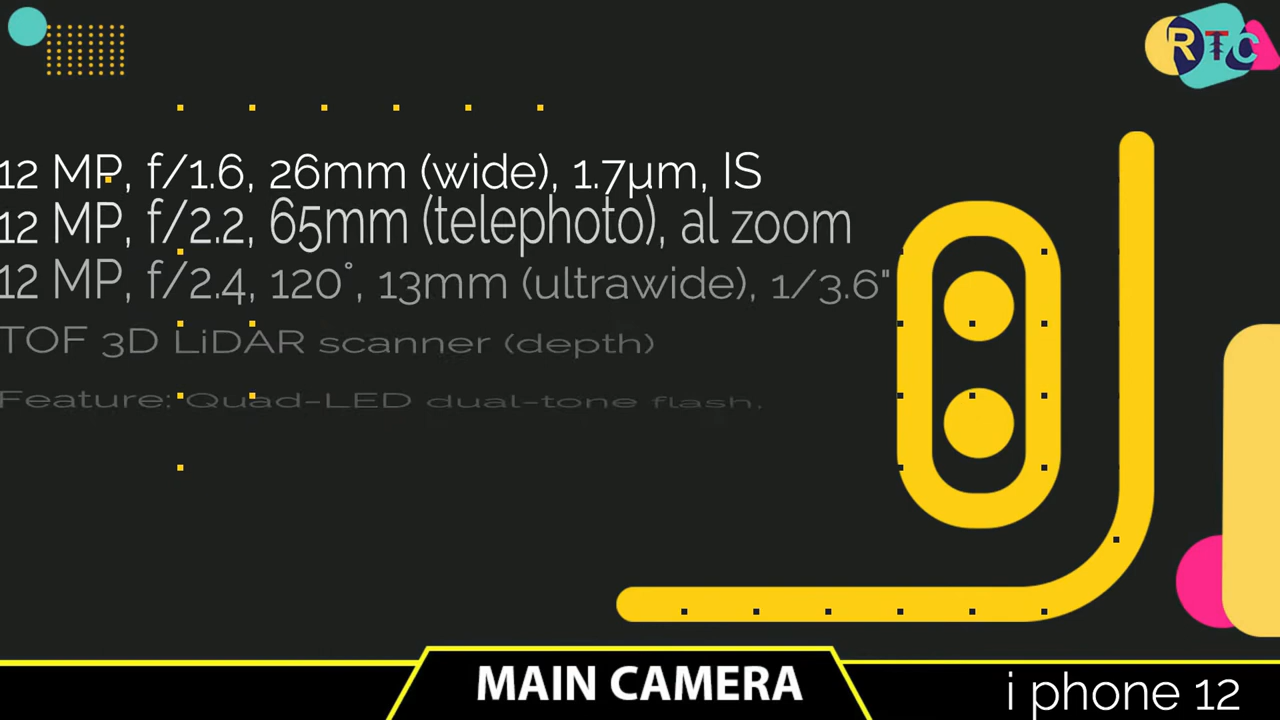 RTC
12 MP, f/1.6, 26mm (wide), 1.7µm, IS
12 MP, f/2.2, 65mm (telephoto), al zoom
12 MP, f/2.4, 120°, 13mm (ultrawide), 1/3.6"
TOF 3D LiDAR scanner (depth)
Feature: Quad-LED dual-tone flash.
MAIN CAMERA
i phone 12